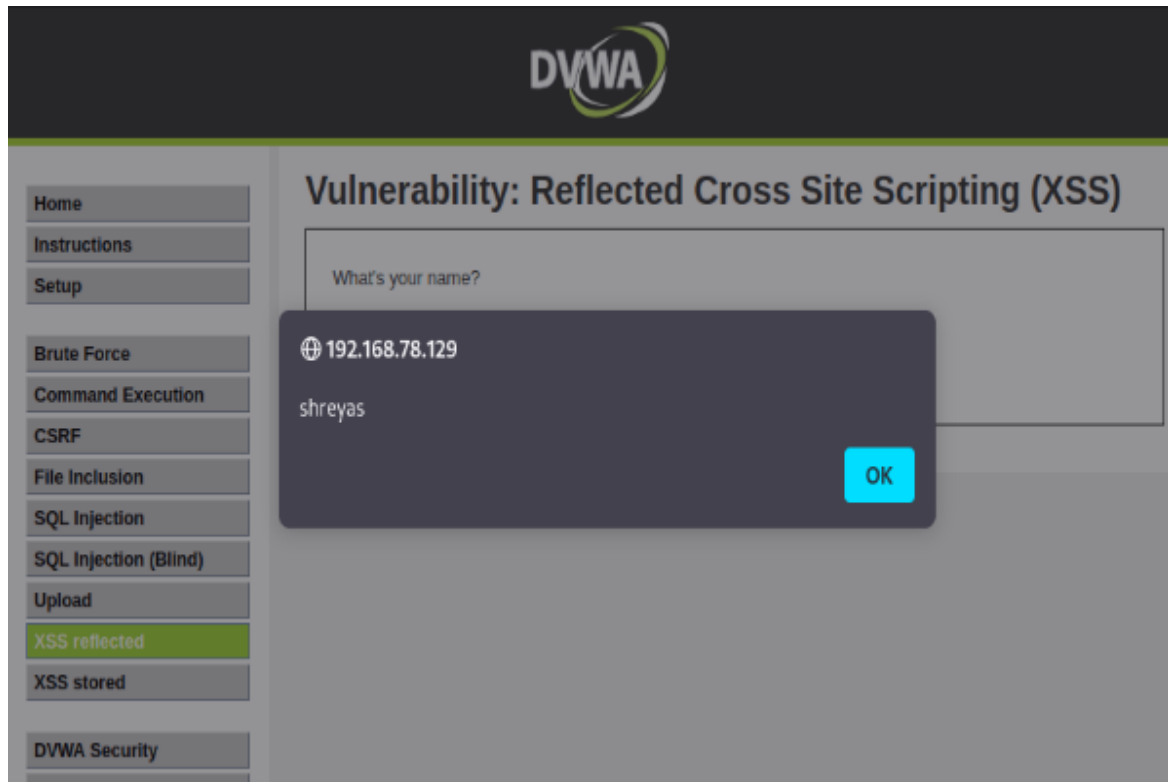 DVWA
Vulnerability: Reflected Cross Site Scripting (XSS)
Home
Instructions
Setup
Brute Force
Command Execution
CSRF
File Inclusion
SQL Injection
SQL Injection (Blind)
Upload
XSS reflected
XSS stored
DVWA Security
What's your name?
192.168.78.129
shreyas
OK